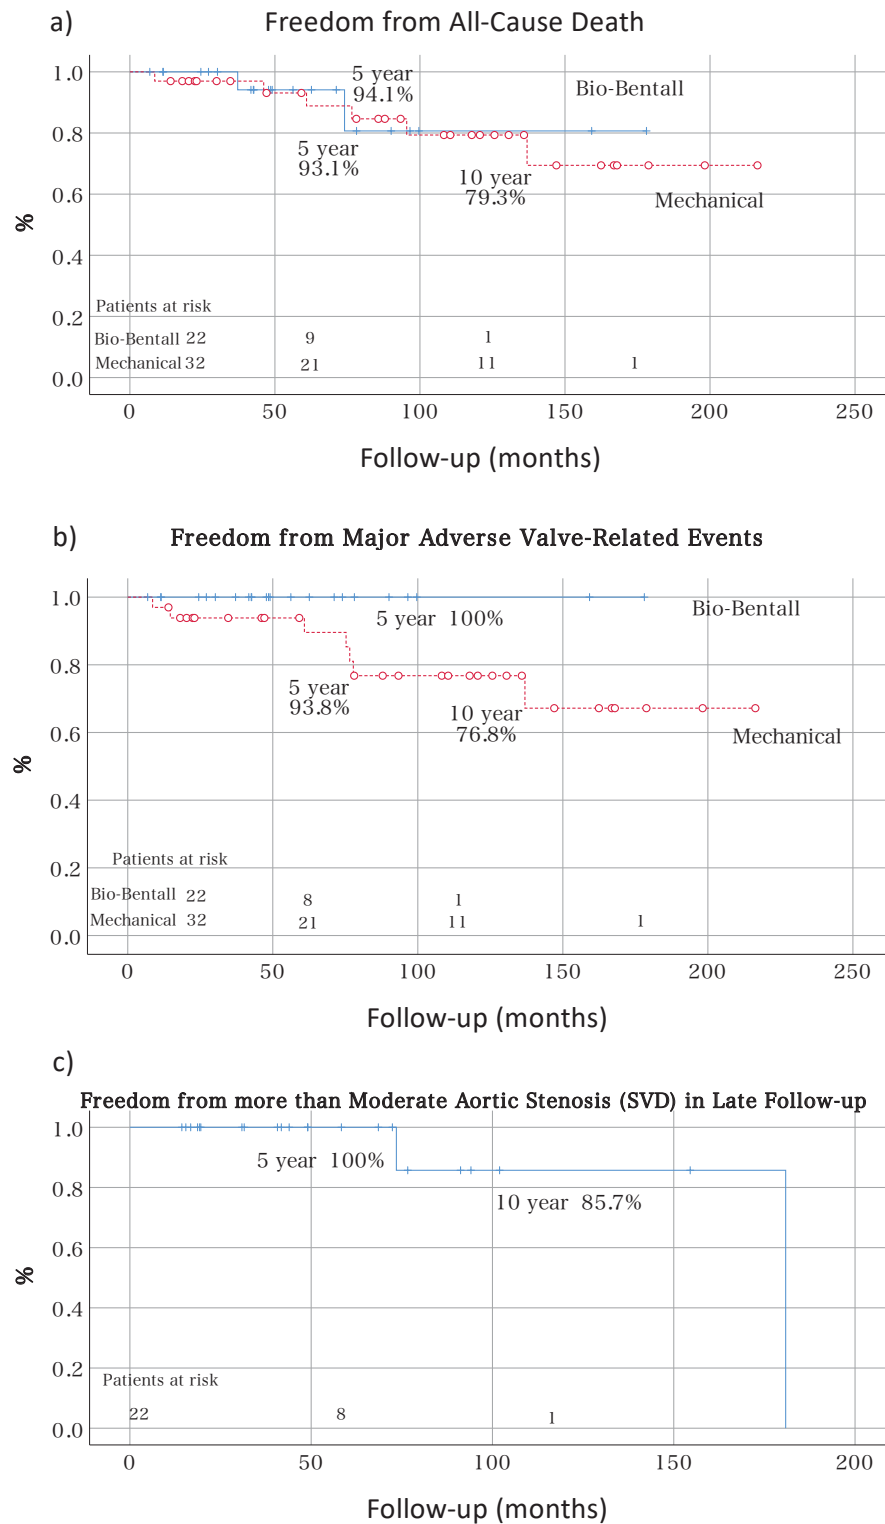 a) Freedom from All-Cause Death
1.0
5 year
94.1%
Bio-Bentall
0.8
5 year
93.1%
10 year
79.3%
Mechanical
0.6
%
0.4
Patients at risk
0.2
Bio-Bentall 22 9 1
Mechanical 32 21 11 1
0.0
0 50 100 150 200 250
Follow-up (months)
b) Freedom from Major Adverse Valve-Related Events
1.0
Bio-Bentall
5 year 100%
0.8
5 year
93.8%
10 year
76.8%
Mechanical
0.6
%
0.4
Patients at risk
0.2
Bio-Bentall 22 8 1
Mechanical 32 21 11 1
0.0
0 50 100 150 200 250
Follow-up (months)
c)
Freedom from more than Moderate Aortic Stenosis (SVD) in Late Follow-up
1.0
5 year 100%
0.8
10 year 85.7%
0.6
%
0.4
0.2
Patients at risk
22 8 1
0.0
0 50 100 150 200
Follow-up (months)